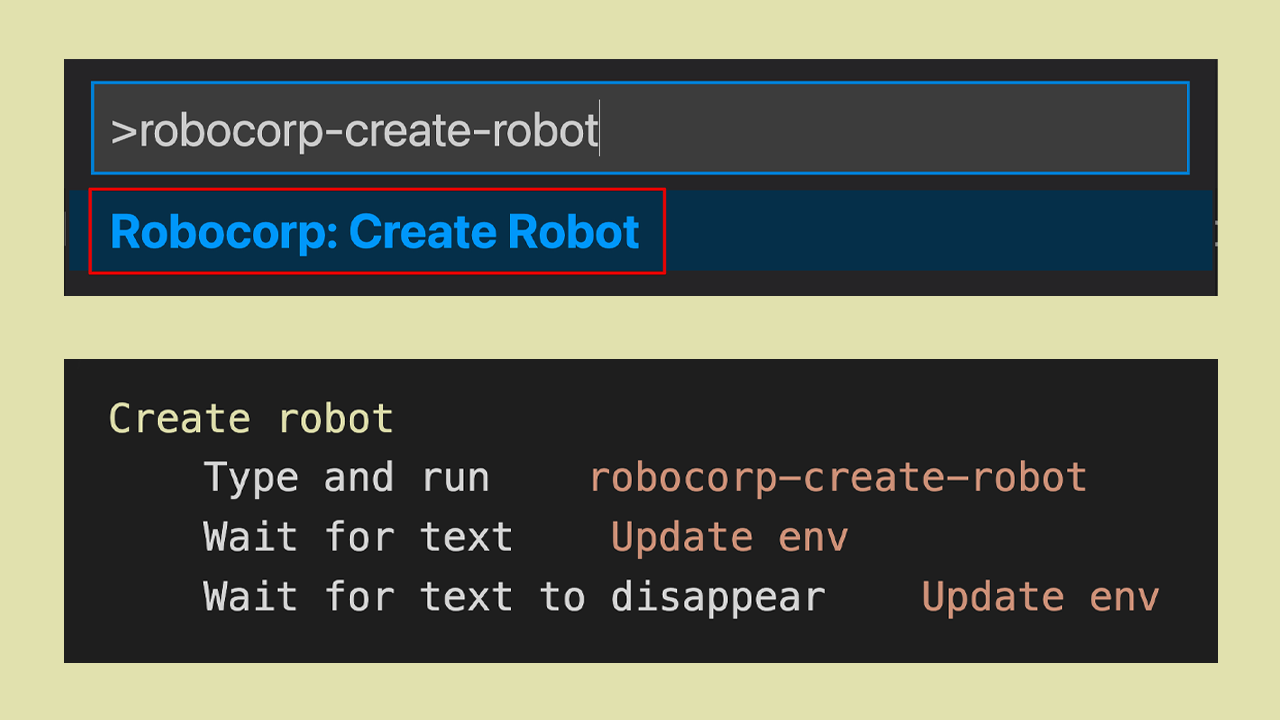 >robocorp-create-robot
Robocorp: Create Robot
Create robot
Type and run robocorp-create-robot
Wait for text Update env
Wait for text to disappear Update env